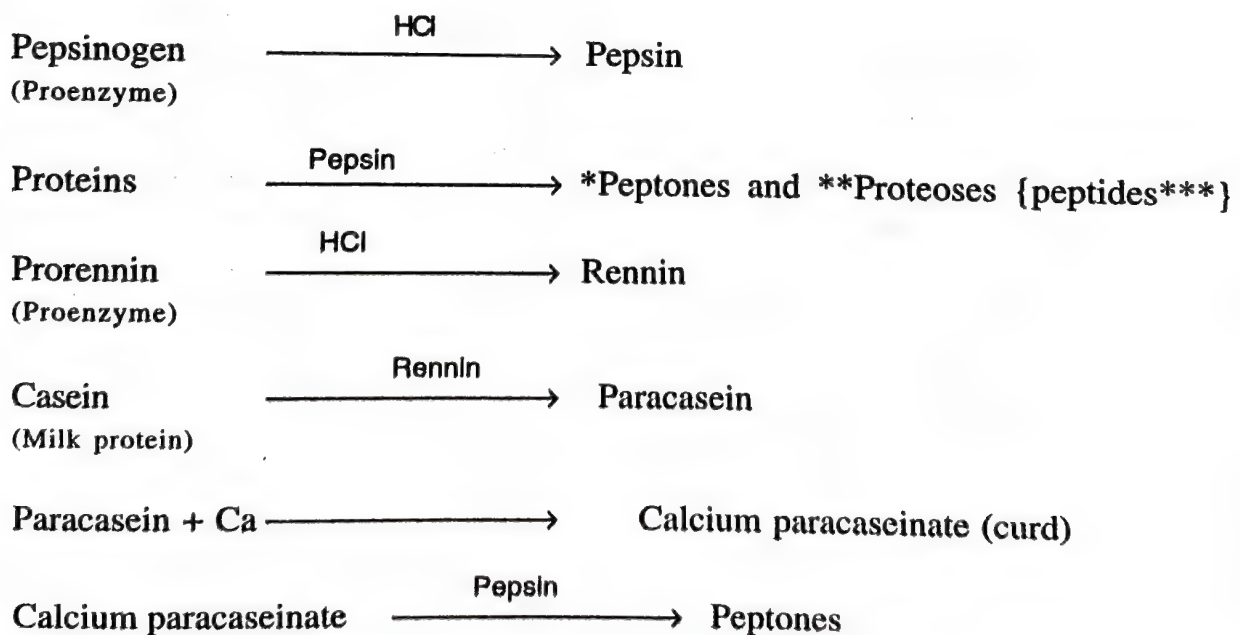 HCl
Pepsinogen Pepsin
(Proenzyme)
Pepsin
Proteins *Peptones and **Proteoses {peptides***}
HCl
Prorennin Rennin
(Proenzyme)
Rennin
Casein Paracasein
(Milk protein)
Paracasein + Ca Calcium paracaseinate (curd)
Pepsin
Calcium paracaseinate Peptones